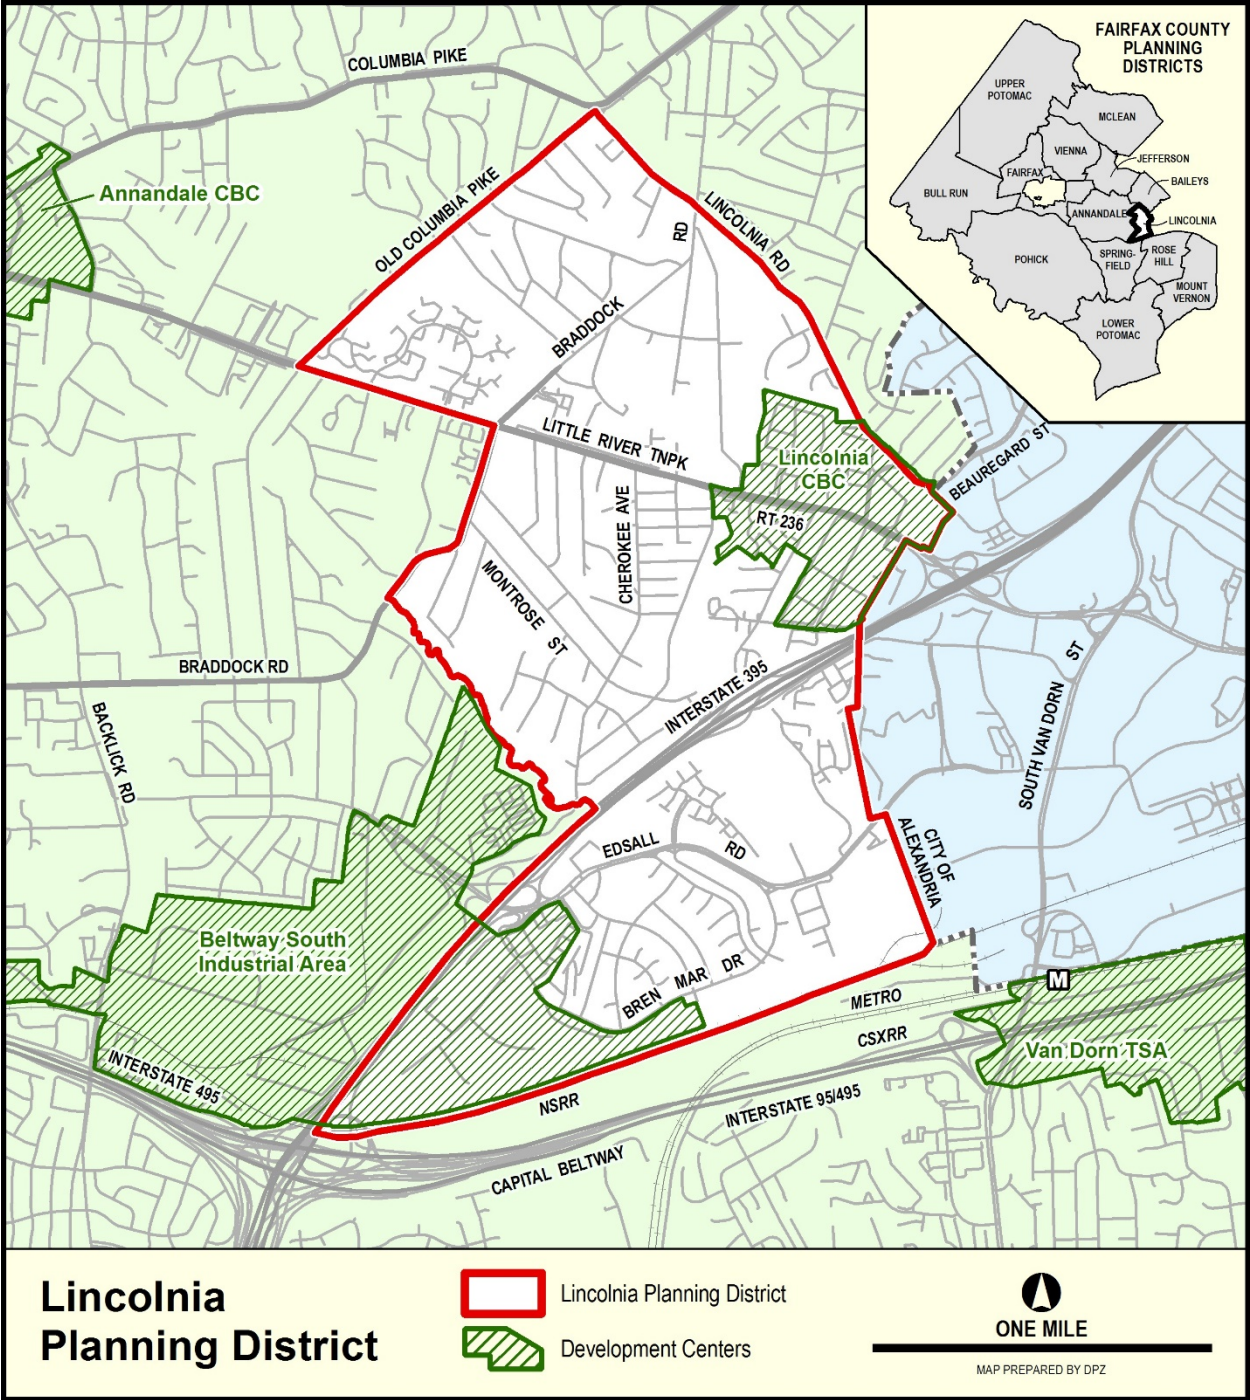 COLUMBIA PIKE
FAIRFAX COUNTY
PLANNING
DISTRICTS
UPPER
POTOMAC
MCLEAN
VIENNA
JEFFERSON
FAIRFAX
BAILEYS
BULL RUN
ANNANDALE
LINCOLNIA
POHICK
SPRING-
FIELD
ROSE
HILL
MOUNT
VERNON
LOWER
POTOMAC
Annandale CBC
OLD COLUMBIA PIKE
LINCOLNIA RD
BRADDOCK
RD
LITTLE RIVER TNPK
Lincolnia
CBC
BEAUREGARD ST
RT 236
CHEROKEE AVE
MONTROSE ST
BRADDOCK RD
INTERSTATE 395
BACKLICK RD
SOUTH VAN DORN
ST
EDSALL
RD
CITY OF
ALEXANDRIA
Beltway South
Industrial Area
BREN MAR DR
METRO
M
CSXRR
Van Dorn TSA
INTERSTATE 495
NSRR
INTERSTATE 95/495
CAPITAL BELTWAY
Lincolnia
Planning District
Lincolnia Planning District
Development Centers
ONE MILE
MAP PREPARED BY DPZ